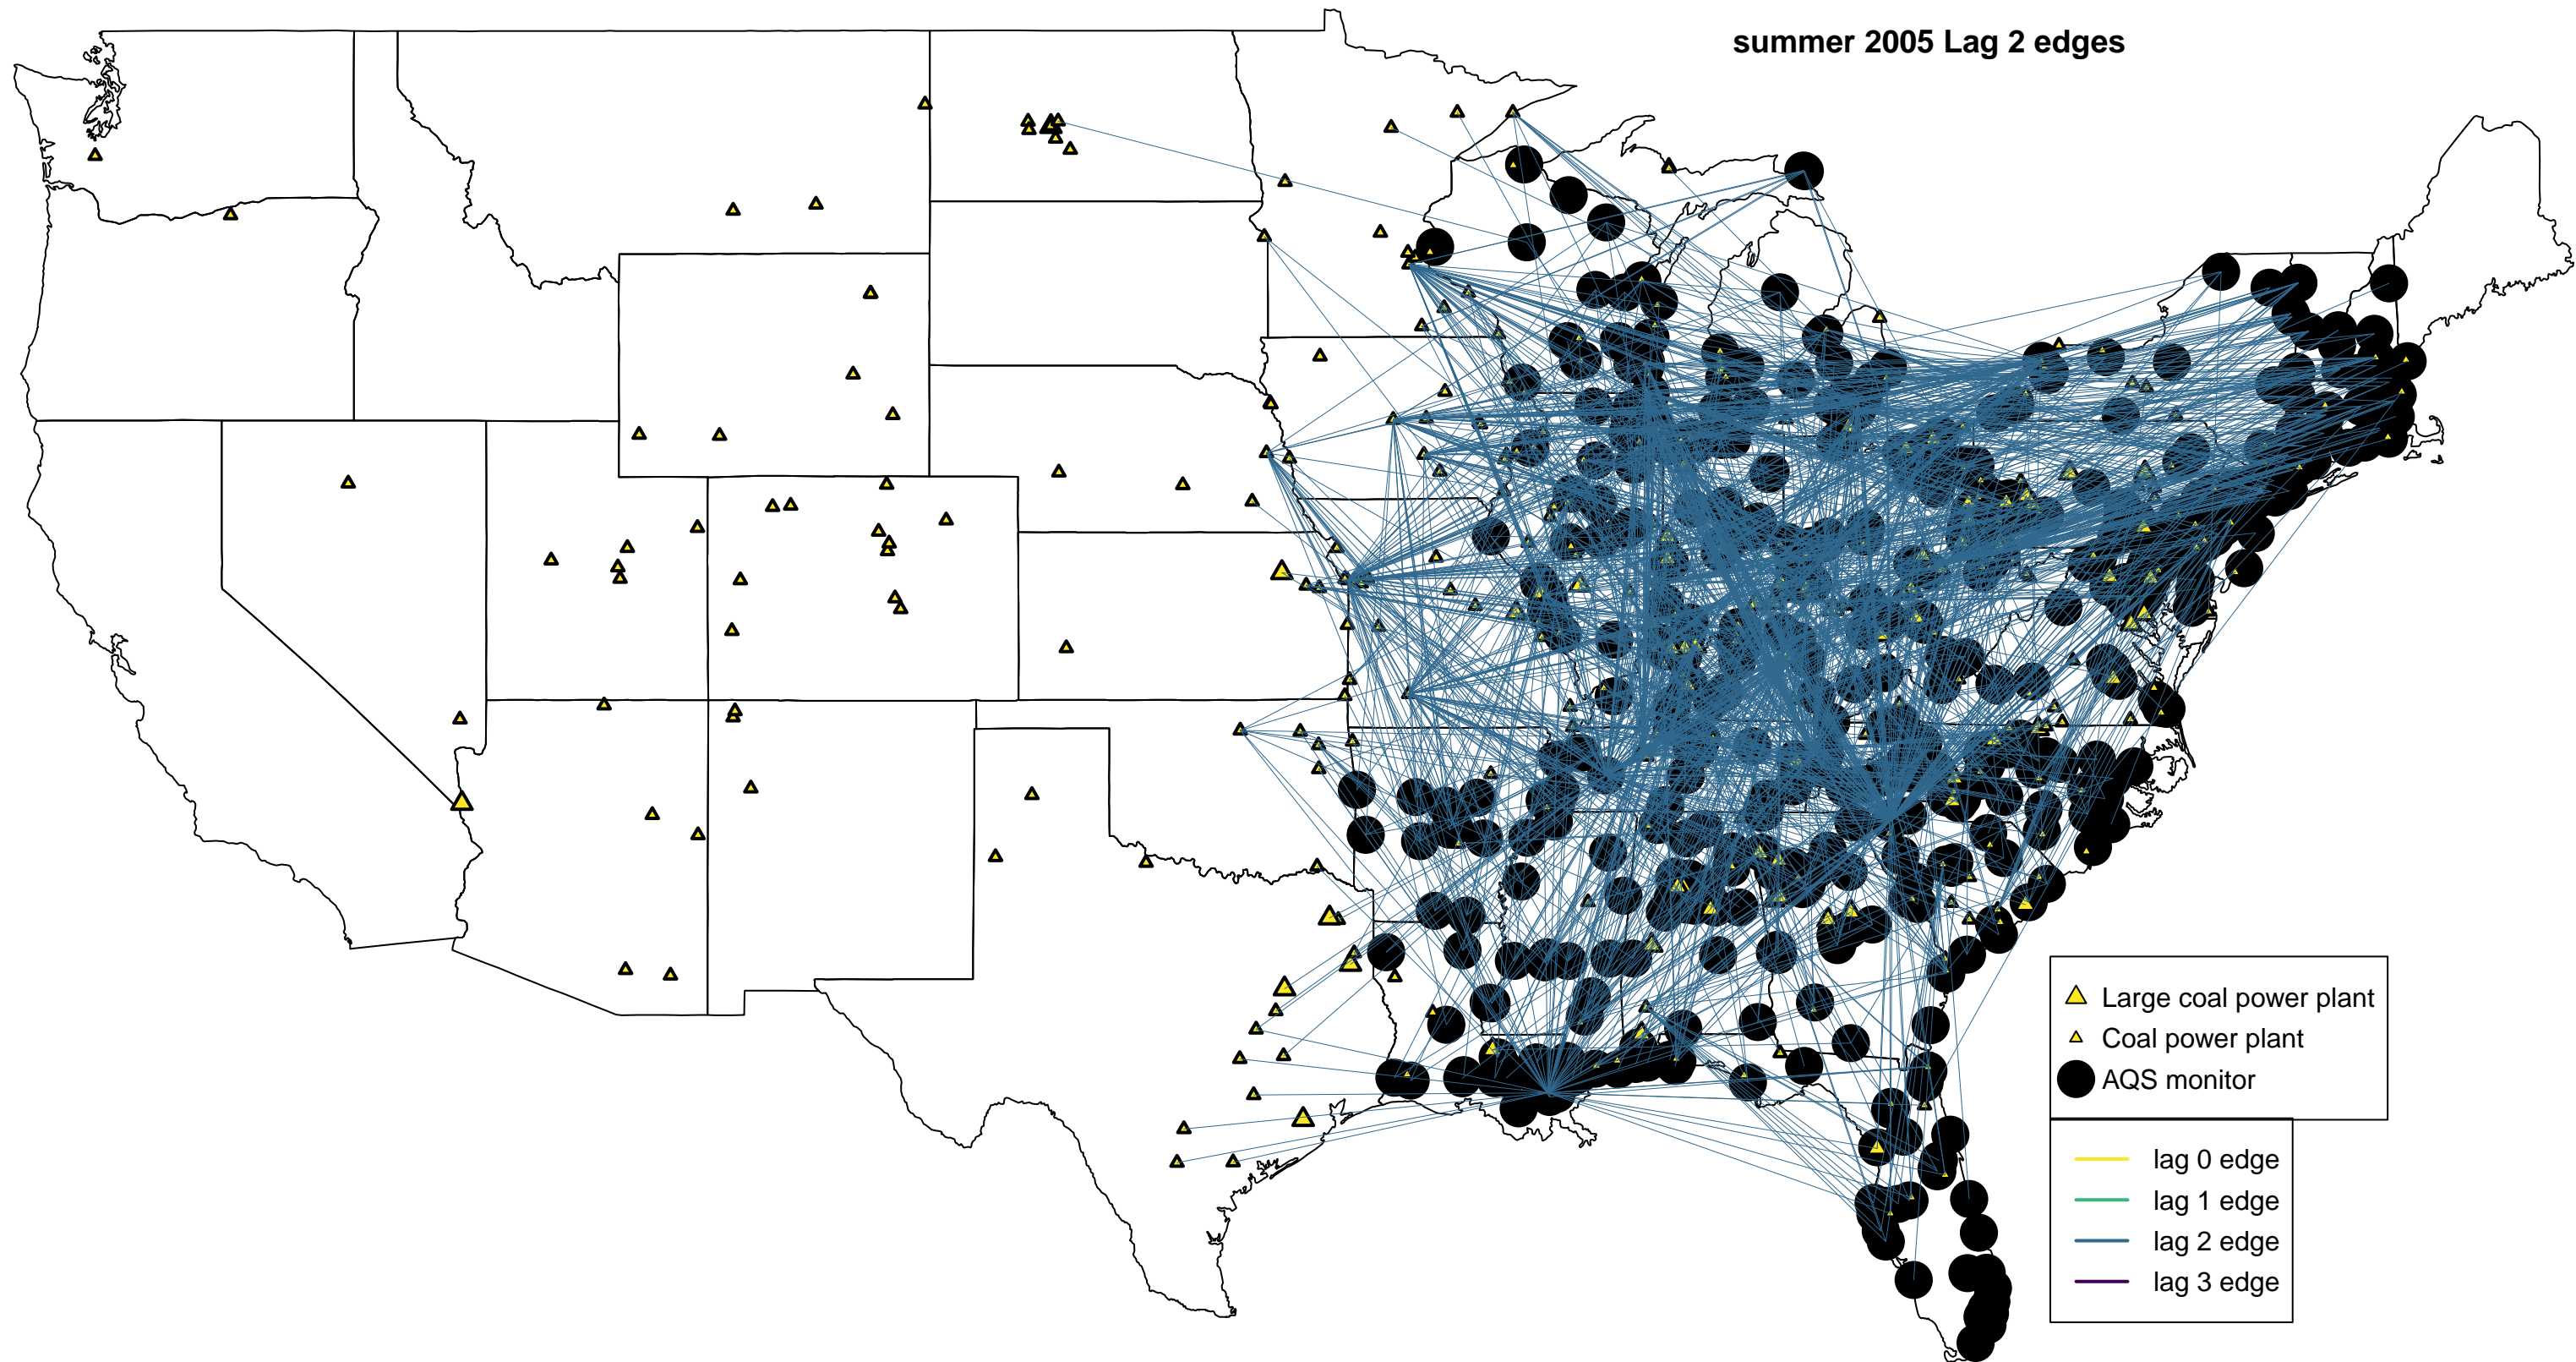 summer 2005 Lag 2 edges
Large coal power plant
Coal power plant
AQS monitor
lag 0 edge
lag 1 edge
lag 2 edge
lag 3 edge